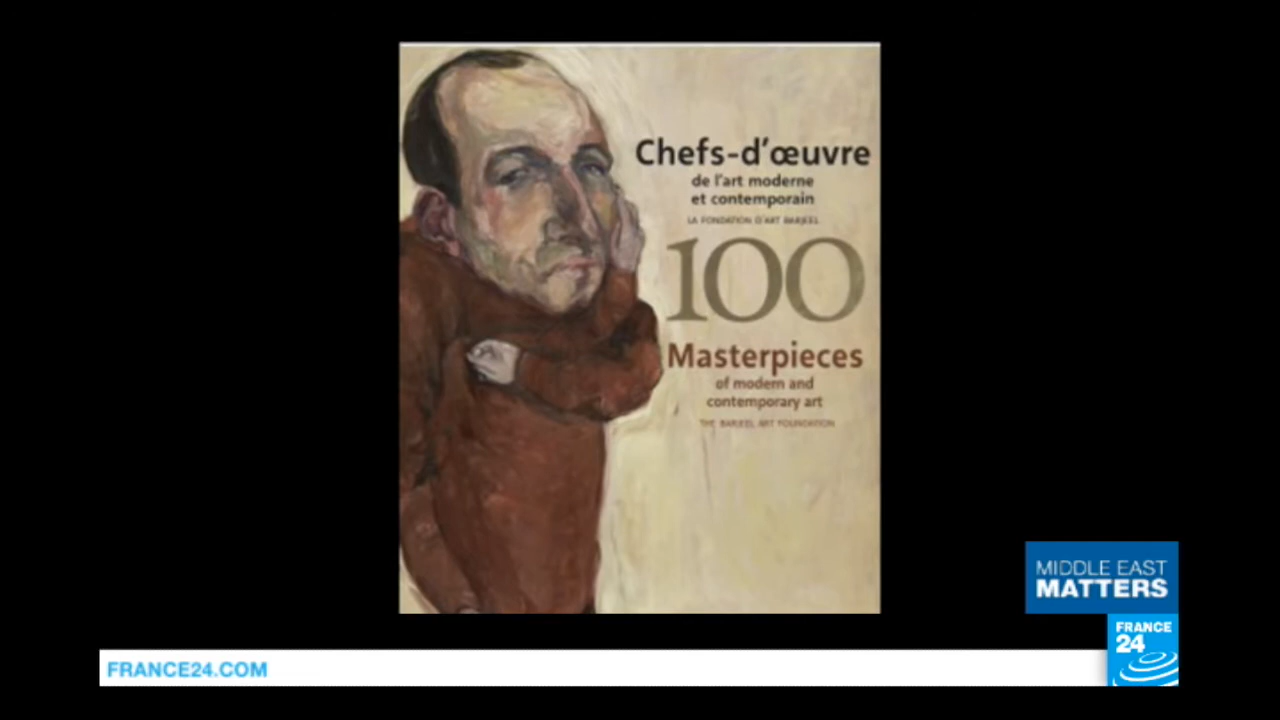 Chefs-d'œuvre
de l'art moderne
et contemporain
LA FONDATION D'ART BARJEEL
100
Masterpieces
of modern and
contemporary art
THE BARJEEL ART FOUNDATION
MIDDLE EAST
MATTERS
FRANCE
24
FRANCE24.COM